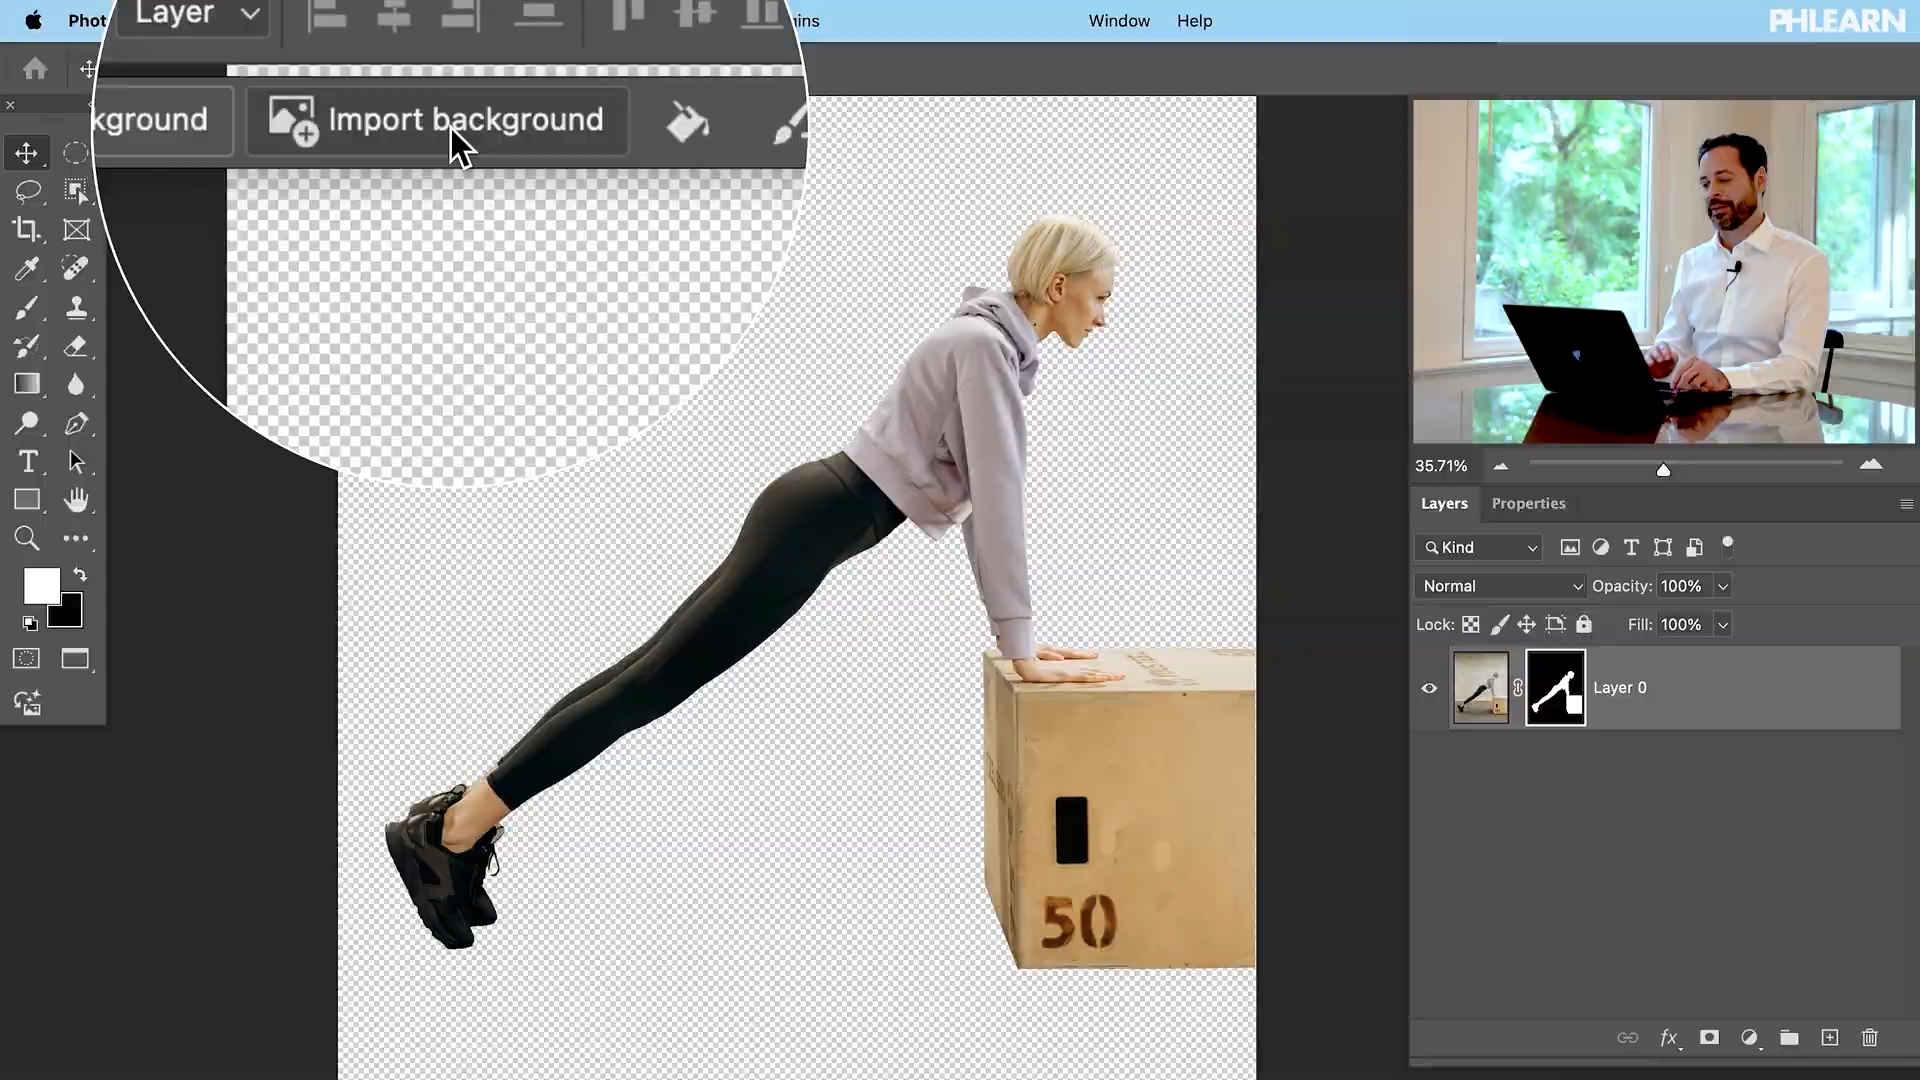 Phot
Window
Help
PHLEARN
Layer
kground
Import background
T
35.71%
Layers
Properties
Kind
T
Normal
Opacity:
100%
Lock:
Fill:
100%
Layer 0
50
fx